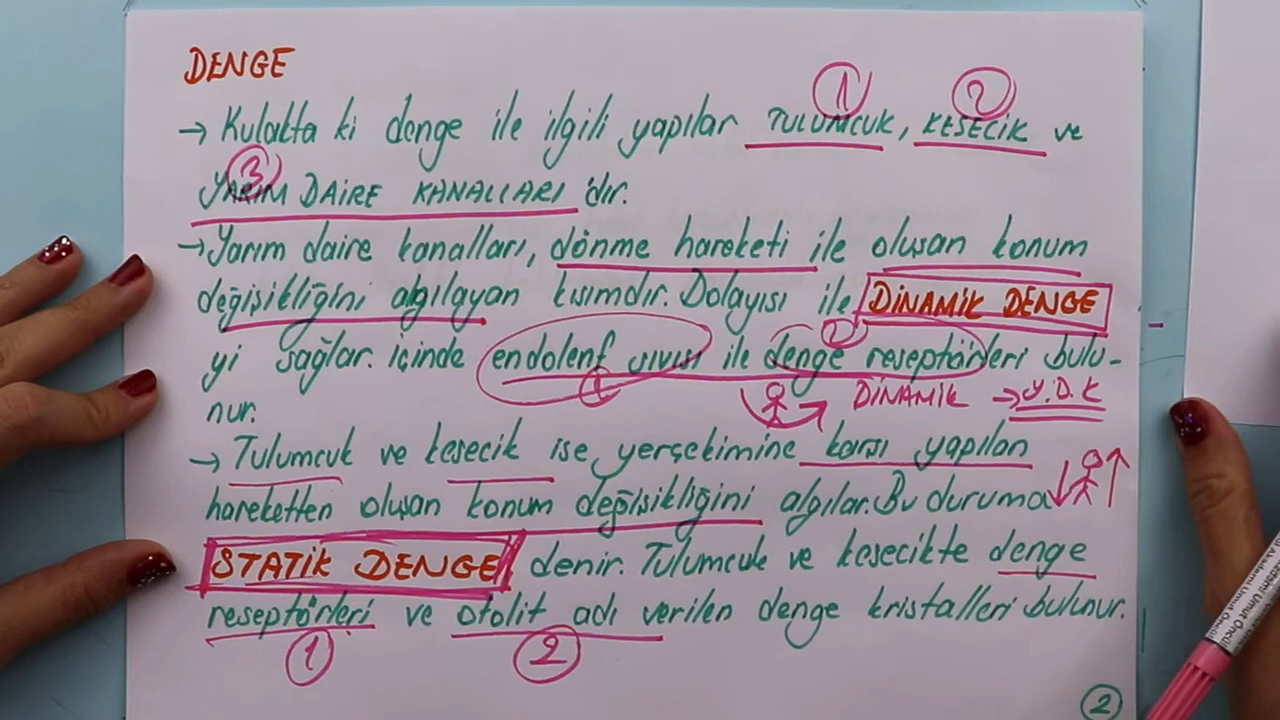 DENGE
① ②
→ Kulakta ki denge ile ilgili yapılar TULUMCUK, KESECİK ve
③
YARIM DAİRE KANALLARI 'dır.
→ Yarım daire kanalları, dönme hareketi ile oluşan konum
değişikliğini algılayan kısımdır. Dolayısı ile DİNAMİK DENGE
yi sağlar. içinde endolenf sıvısı ile denge reseptörleri bulu-
① DİNAMİK → Y.D.K
nur.
→ Tulumcuk ve kesecik ise yerçekimine karşı yapılan
hareketten oluşan konum değişikliğini algılar. Bu duruma
STATİK DENGE denir. Tulumcuk ve kesecikte denge
reseptörleri ve otolit adı verilen denge kristalleri bulunur.
① ②
2